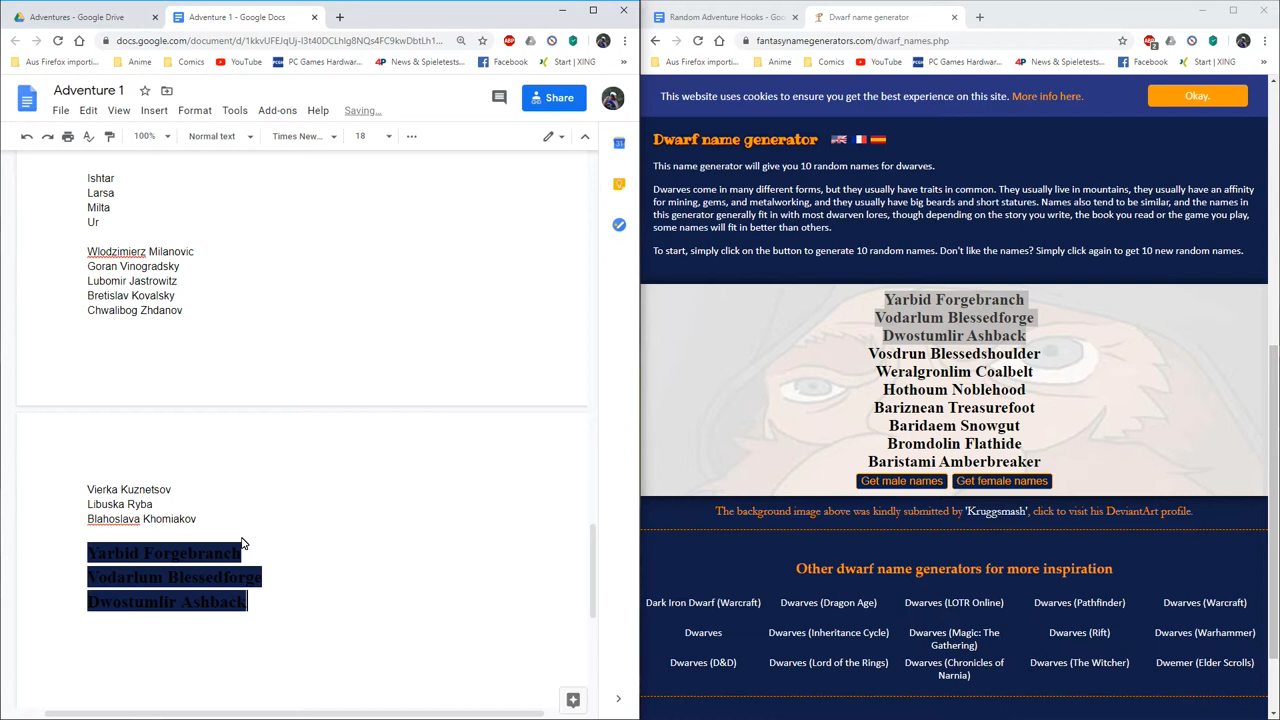 Adventures - Google Drive
Adventure 1 - Google Docs
docs.google.com/document/d/1kkvUFEJqUj-I3t40DCLhlg8NQs4FC9kwDbtLh1...
Aus Firefox importi...
Anime
Comics
YouTube
PC Games Hardwar...
News & Spieletests...
Facebook
Start | XING
Adventure 1
File Edit View Insert Format Tools Add-ons Help Saving...
Share
100% Normal text Times New... 18
Ishtar
Larsa
Milta
Ur
Wlodzimierz Milanovic
Goran Vinogradsky
Lubomir Jastrowitz
Bretislav Kovalsky
Chwalibog Zhdanov
Vierka Kuznetsov
Libuska Ryba
Blahoslava Khomiakov
Yarbid Forgebranch
Vodarlum Blessedforge
Dwostumlir Ashback
Random Adventure Hooks - Goo
Dwarf name generator
fantasynamegenerators.com/dwarf_names.php
Aus Firefox importi...
Anime
Comics
YouTube
PC Games Hardwar...
News & Spieletests...
Facebook
Start | XING
This website uses cookies to ensure you get the best experience on this site. More info here.
Okay.
Dwarf name generator
This name generator will give you 10 random names for dwarves.
Dwarves come in many different forms, but they usually have traits in common. They usually live in mountains, they usually have an affinity
for mining, gems, and metalworking, and they usually have big beards and short statures. Names also tend to be similar, and the names in
this generator generally fit in with most dwarven lores, though depending on the story you write, the book you read or the game you play,
some names will fit in better than others.
To start, simply click on the button to generate 10 random names. Don't like the names? Simply click again to get 10 new random names.
Yarbid Forgebranch
Vodarlum Blessedforge
Dwostumlir Ashback
Vosdrun Blessedshoulder
Weralgronlim Coalbelt
Hothoum Noblehood
Bariznean Treasurefoot
Baridaem Snowgut
Bromdolin Flathide
Baristami Amberbreaker
Get male names Get female names
The background image above was kindly submitted by 'Kruggsmash', click to visit his DeviantArt profile.
Other dwarf name generators for more inspiration
Dark Iron Dwarf (Warcraft) Dwarves (Dragon Age) Dwarves (LOTR Online) Dwarves (Pathfinder) Dwarves (Warcraft)
Dwarves Dwarves (Inheritance Cycle) Dwarves (Magic: The Gathering) Dwarves (Rift) Dwarves (Warhammer)
Dwarves (D&D) Dwarves (Lord of the Rings) Dwarves (Chronicles of Narnia) Dwarves (The Witcher) Dwemer (Elder Scrolls)